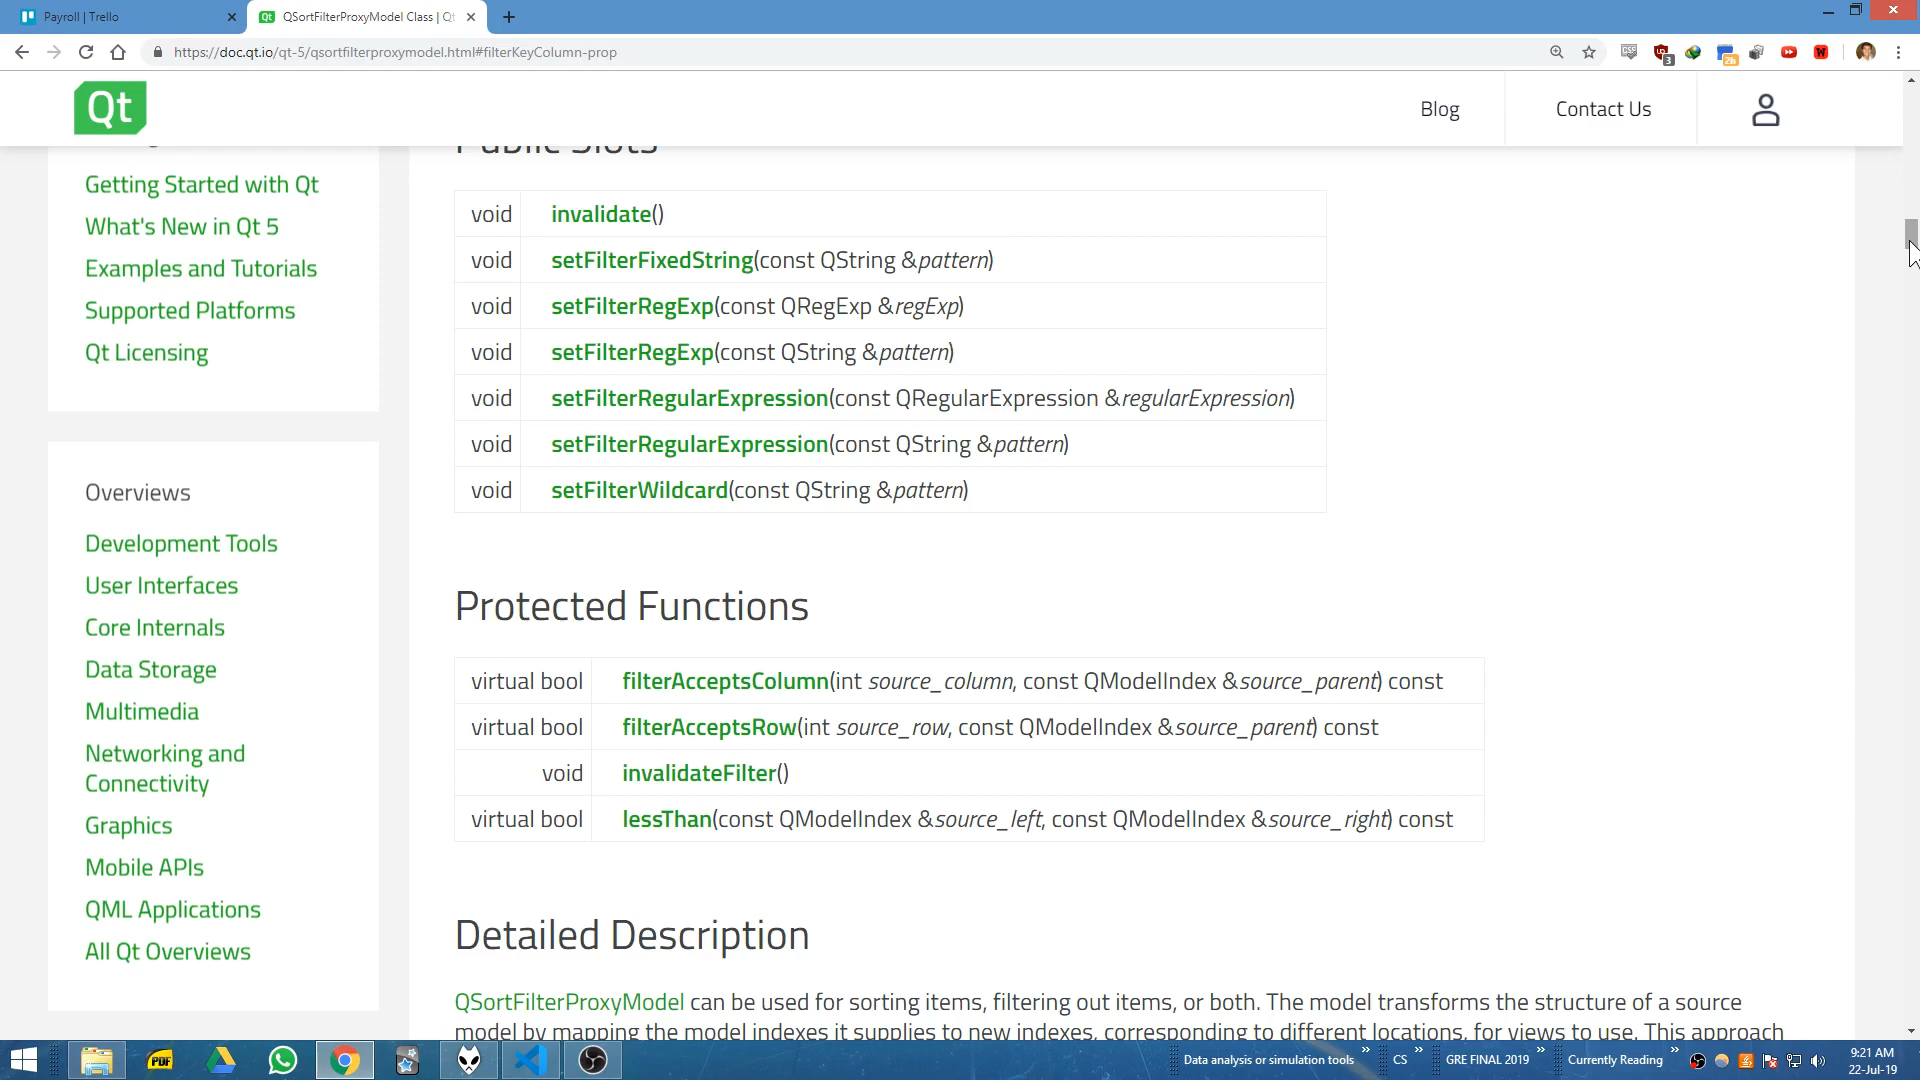 Payroll | Trello
QSortFilterProxyModel Class | Qt
https://doc.qt.io/qt-5/qsortfilterproxymodel.html#filterKeyColumn-prop
Qt
Blog
Contact Us
Getting Started with Qt
What's New in Qt 5
Examples and Tutorials
Supported Platforms
Qt Licensing
Overviews
Development Tools
User Interfaces
Core Internals
Data Storage
Multimedia
Networking and
Connectivity
Graphics
Mobile APIs
QML Applications
All Qt Overviews
Public Slots
void invalidate()
void setFilterFixedString(const QString &pattern)
void setFilterRegExp(const QRegExp &regExp)
void setFilterRegExp(const QString &pattern)
void setFilterRegularExpression(const QRegularExpression &regularExpression)
void setFilterRegularExpression(const QString &pattern)
void setFilterWildcard(const QString &pattern)
Protected Functions
virtual bool filterAcceptsColumn(int source_column, const QModelIndex &source_parent) const
virtual bool filterAcceptsRow(int source_row, const QModelIndex &source_parent) const
void invalidateFilter()
virtual bool lessThan(const QModelIndex &source_left, const QModelIndex &source_right) const
Detailed Description
QSortFilterProxyModel can be used for sorting items, filtering out items, or both. The model transforms the structure of a source
model by mapping the model indexes it supplies to new indexes, corresponding to different locations, for views to use. This approach
PDF
Data analysis or simulation tools
CS
GRE FINAL 2019
Currently Reading
9:21 AM
22-Jul-19